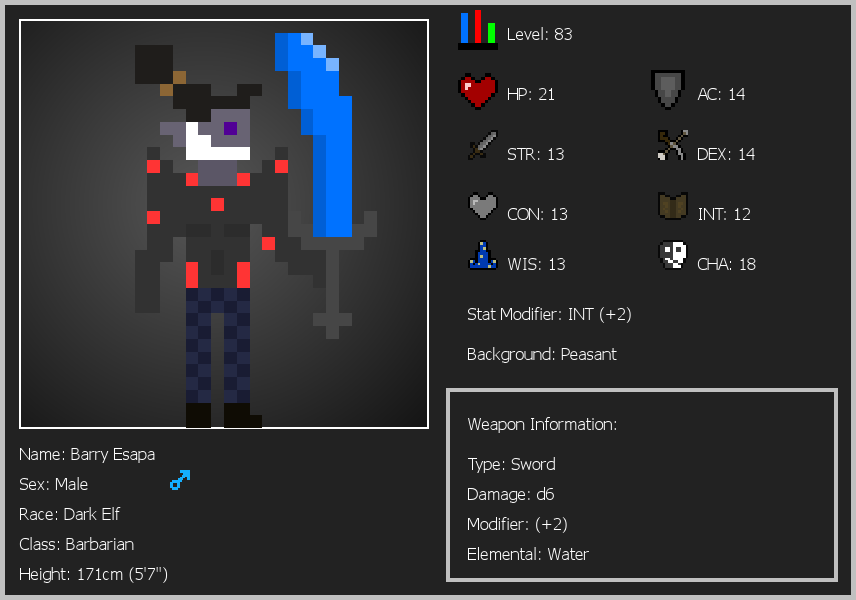 Level: 83
HP: 21
AC: 14
STR: 13
DEX: 14
CON: 13
INT: 12
WIS: 13
CHA: 18
Stat Modifier: INT (+2)
Background: Peasant
Weapon Information:
Type: Sword
Damage: d6
Modifier: (+2)
Elemental: Water
Name: Barry Esapa
Sex: Male
Race: Dark Elf
Class: Barbarian
Height: 171cm (5'7")